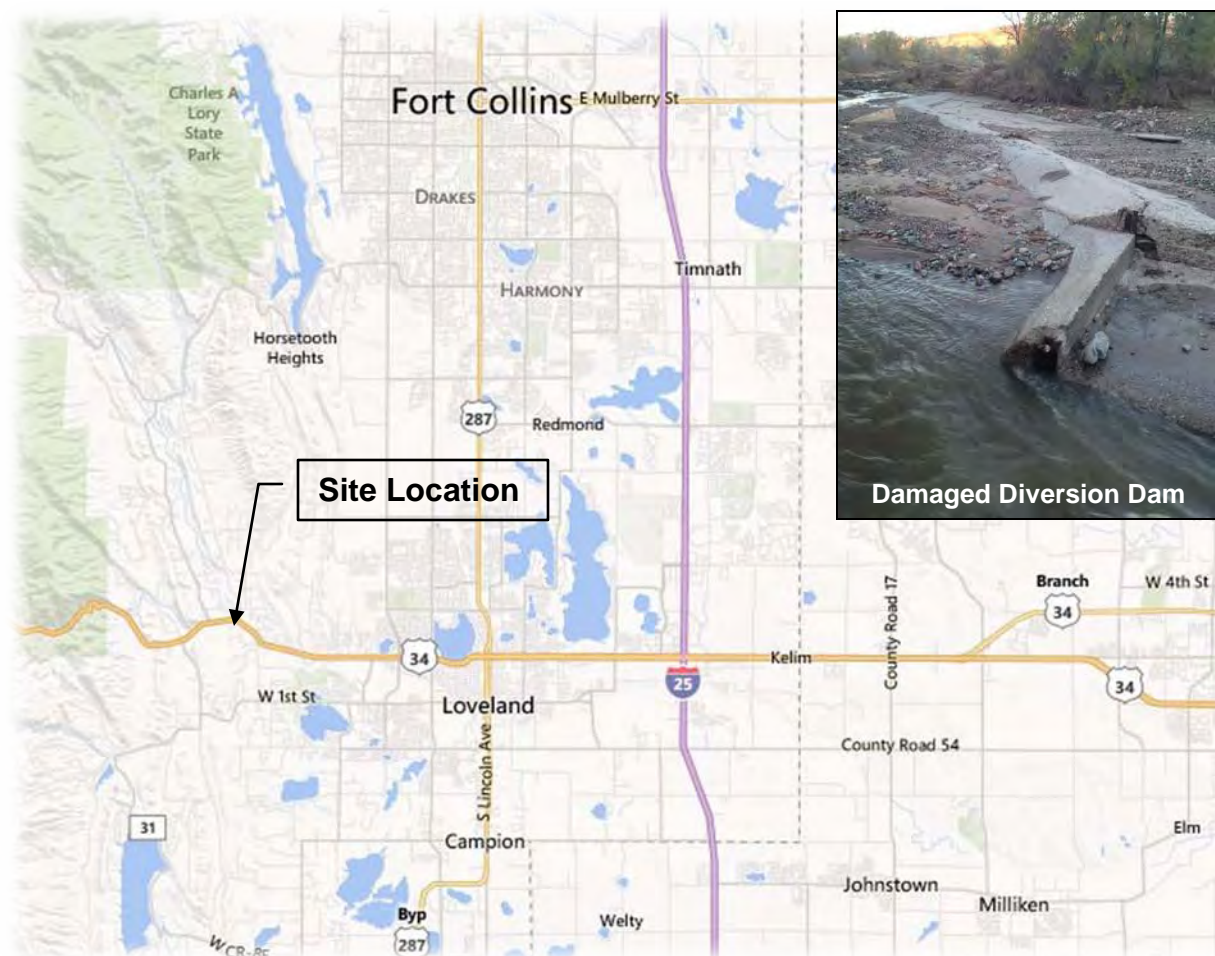 Charles A
Lory
State
Park
Fort Collins
E Mulberry St
DRAKES
Timnath
HARMONY
Horsetooth
Heights
287
Redmond
Site Location
Damaged Diversion Dam
Branch
W 4th St
34
County Road 17
34
Kelim
25
34
W 1st St
Loveland
S Lincoln Ave
County Road 54
31
Campion
Elm
Johnstown
Milliken
Byp
287
Welty
W CR-8E